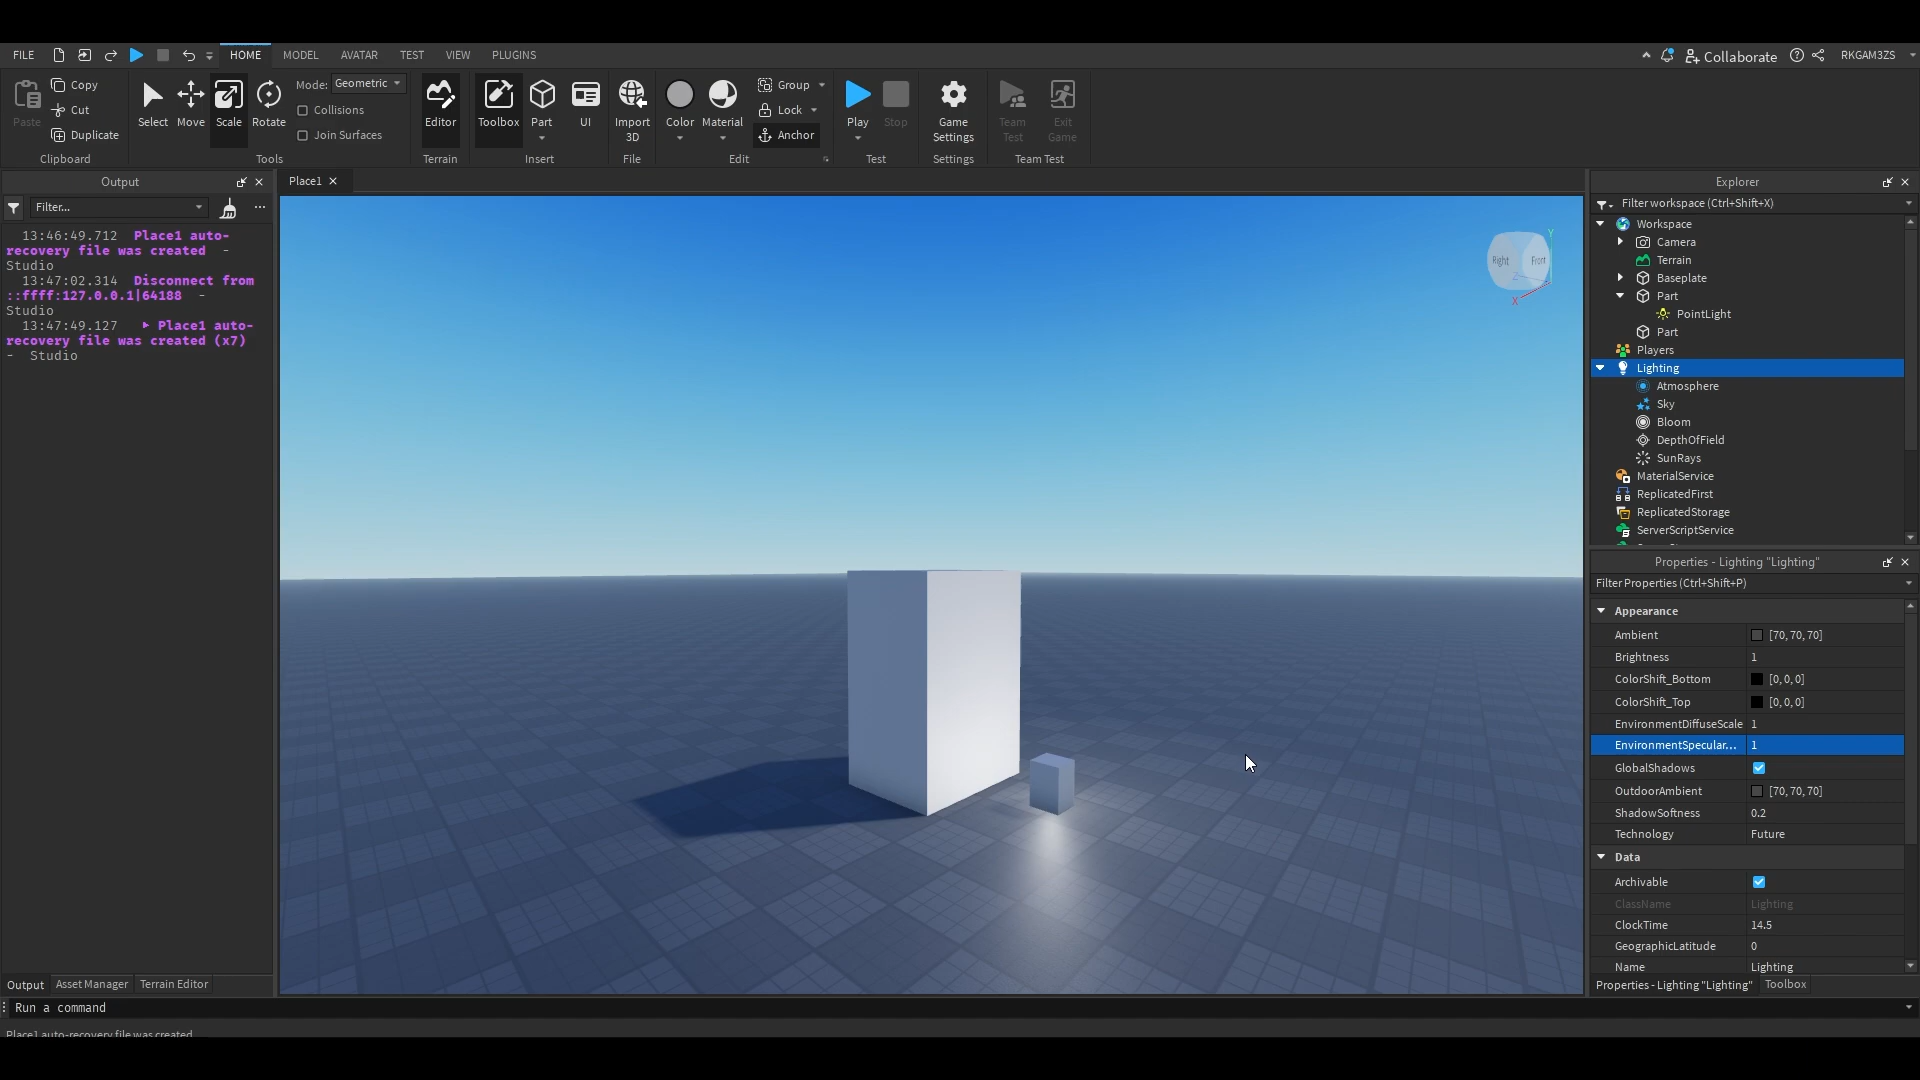 FILE HOME MODEL AVATAR TEST VIEW PLUGINS Collaborate RKGAM3ZS
Paste Copy Cut Duplicate Clipboard
Select Move Scale Rotate Mode: Geometric Collisions Join Surfaces Tools
Editor Terrain
Toolbox Part UI Insert
Import 3D File
Color Material Group Lock Anchor Edit
Play Stop Test
Game Settings Settings
Team Test Exit Game Team Test
Output
Filter...
13:46:49.712 Place1 auto-
recovery file was created -
Studio
13:47:02.314 Disconnect from
::ffff:127.0.0.1|64188 -
Studio
13:47:49.127 Place1 auto-
recovery file was created (x7)
- Studio
Output Asset Manager Terrain Editor
Place1
Right Front
Y
Z
X
Explorer
Filter workspace (Ctrl+Shift+X)
Workspace
Camera
Terrain
Baseplate
Part
PointLight
Part
Players
Lighting
Atmosphere
Sky
Bloom
DepthOfField
SunRays
MaterialService
ReplicatedFirst
ReplicatedStorage
ServerScriptService
Properties - Lighting "Lighting"
Filter Properties (Ctrl+Shift+P)
Appearance
Ambient [70, 70, 70]
Brightness 1
ColorShift_Bottom [0, 0, 0]
ColorShift_Top [0, 0, 0]
EnvironmentDiffuseScale 1
EnvironmentSpecular... 1
GlobalShadows
OutdoorAmbient [70, 70, 70]
ShadowSoftness 0.2
Technology Future
Data
Archivable
ClassName Lighting
ClockTime 14.5
GeographicLatitude 0
Name Lighting
Properties - Lighting "Lighting" Toolbox
Run a command
Place1 auto-recovery file was created